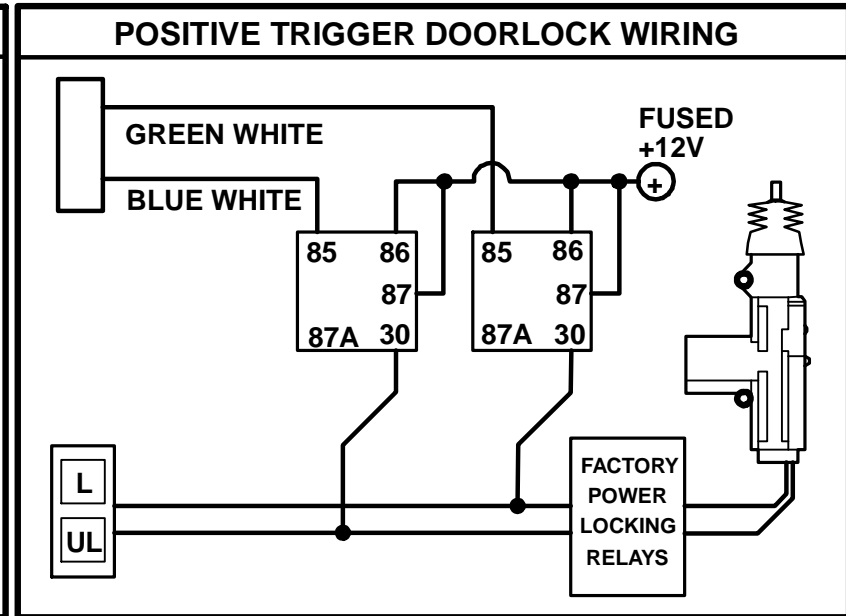 POSITIVE TRIGGER DOORLOCK WIRING
GREEN WHITE
BLUE WHITE
FUSED
+12V
+
85 86
87
87A 30
85 86
87
87A 30
L
UL
FACTORY
POWER
LOCKING
RELAYS